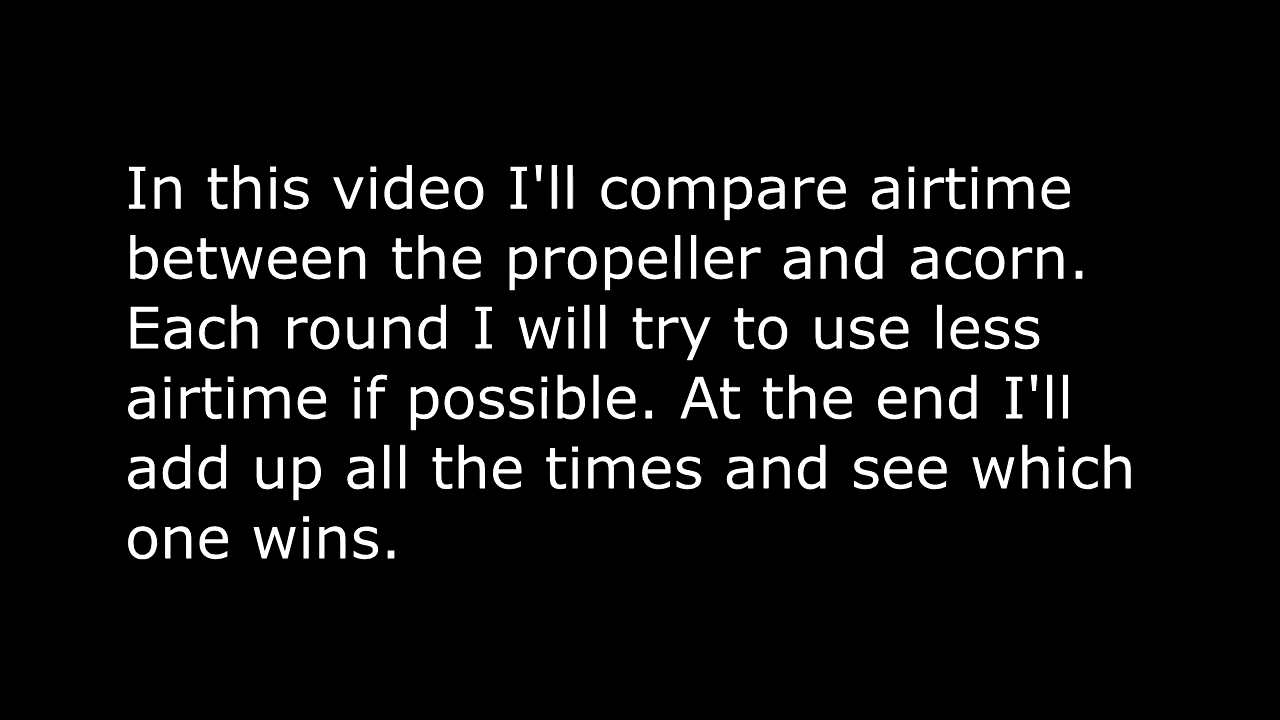 In this video I'll compare airtime
between the propeller and acorn.
Each round I will try to use less
airtime if possible. At the end I'll
add up all the times and see which
one wins.